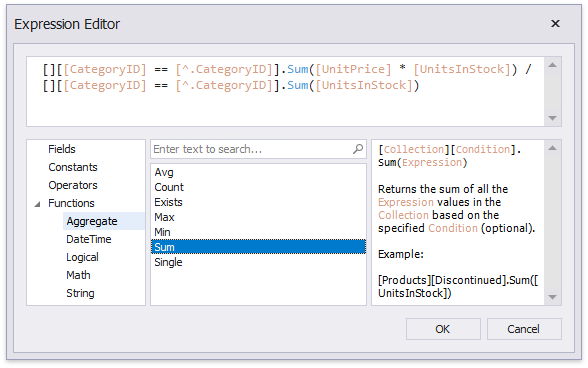 Expression Editor
[][[CategoryID] == [^.CategoryID]].Sum([UnitPrice] * [UnitsInStock]) /
[][[CategoryID] == [^.CategoryID]].Sum([UnitsInStock])
Fields
Constants
Operators
Functions
Aggregate
DateTime
Logical
Math
String
Enter text to search...
Avg
Count
Exists
Max
Min
Sum
Single
[Collection][Condition].
Sum(Expression)
Returns the sum of all the
Expression values in the
Collection based on the
specified Condition (optional).
Example:
[Products][Discontinued].Sum([
UnitsInStock])
OK
Cancel